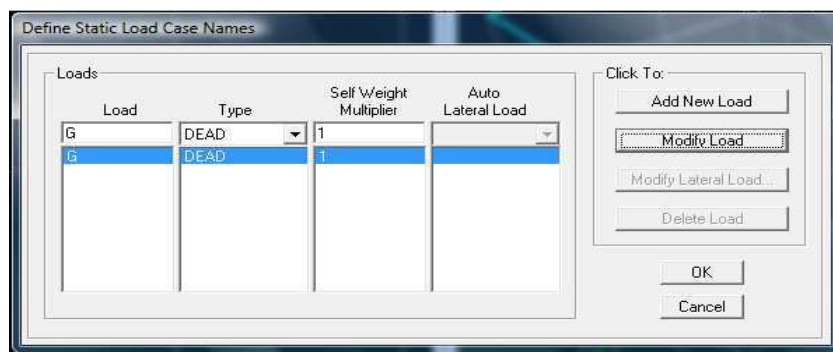 Define Static Load Case Names
Loads
Load Type Self Weight Multiplier Auto Lateral Load
G DEAD 1
G DEAD 1
Click To:
Add New Load
Modify Load
Modify Lateral Load...
Delete Load
OK
Cancel